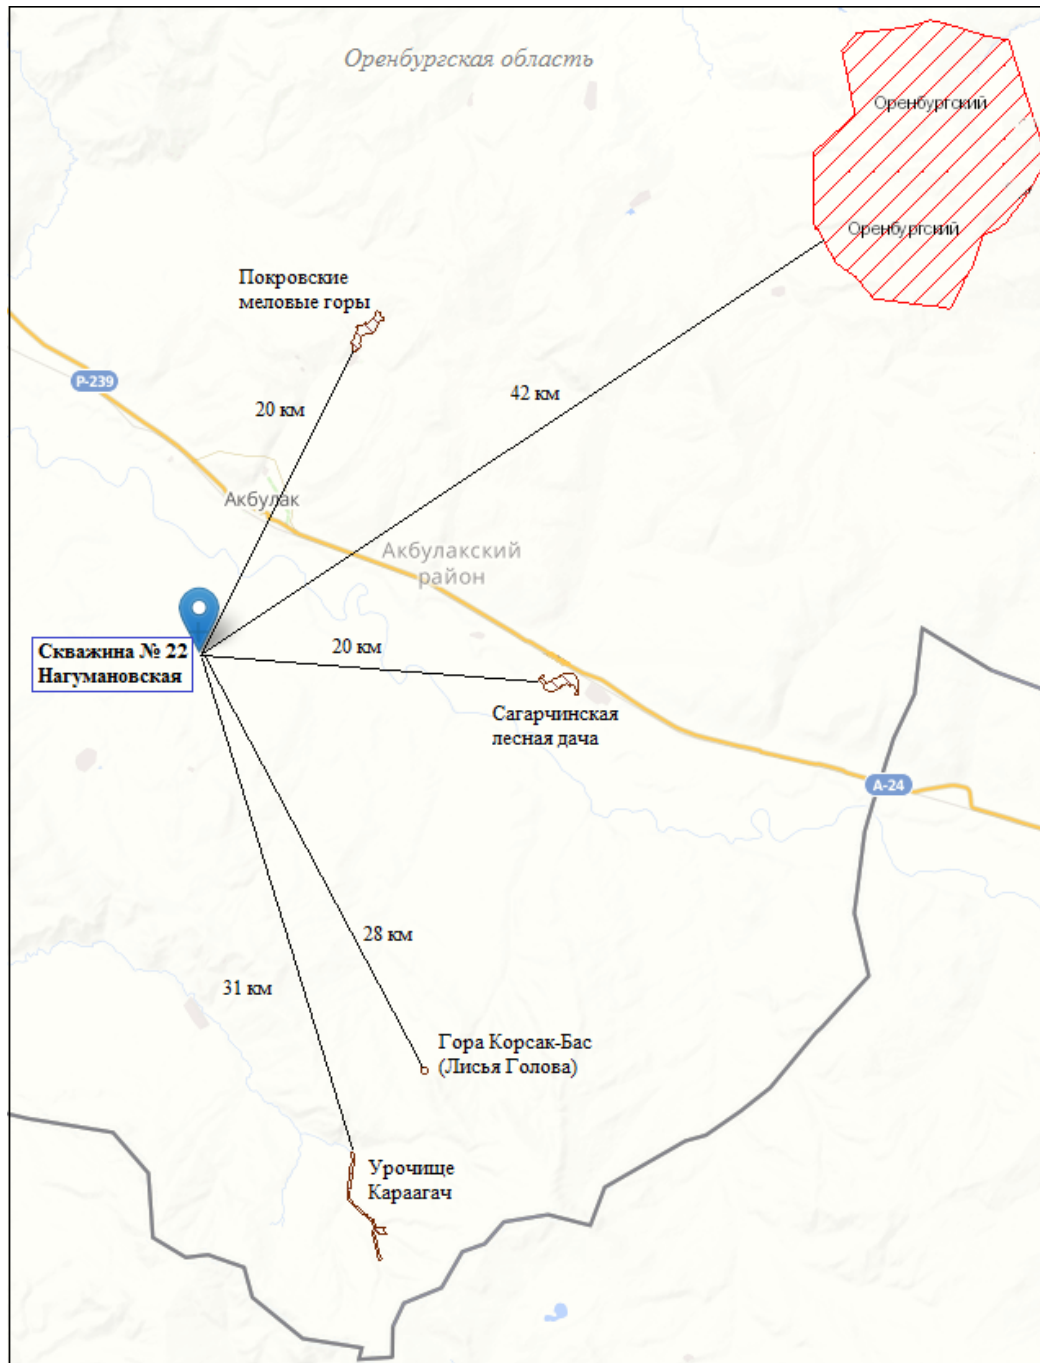 Оренбургская область
Оренбургский
Оренбургский
Покровские
меловые горы
Р-239
20 км
42 км
Акбулак
Акбулакский
район
Скважина № 22
Нагумановская
20 км
Сагарчинская
лесная дача
А-24
28 км
31 км
Гора Корсак-Бас
(Лисья Голова)
Урочище
Караагач